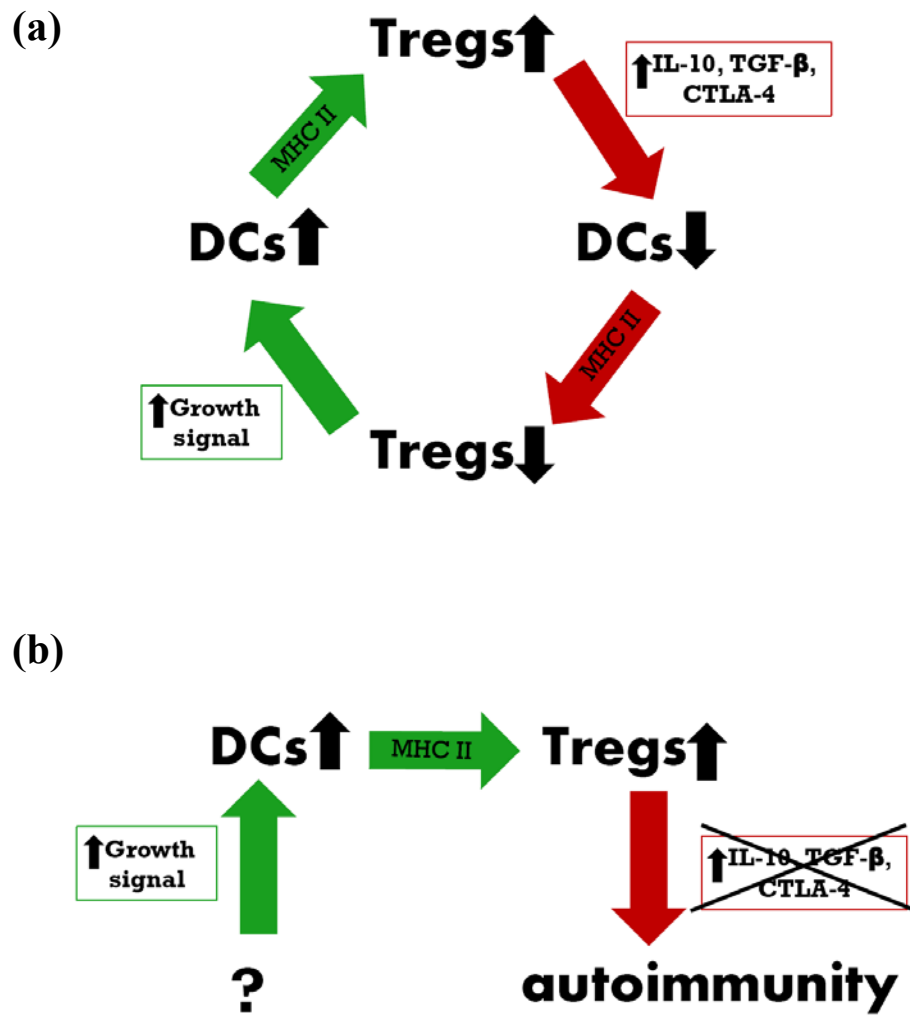 (a)
Tregs
IL-10, TGF-β,
CTLA-4
MHC II
DCs
DCs
MHC II
Growth
signal
Tregs
(b)
DCs
MHC II
Tregs
Growth
signal
IL-10, TGF-β,
CTLA-4
?
autoimmunity